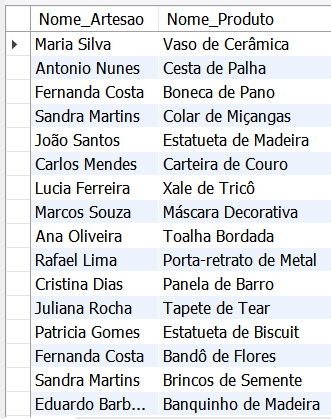 Nome_Artesao Nome_Produto
Maria Silva Vaso de Cerâmica
Antonio Nunes Cesta de Palha
Fernanda Costa Boneca de Pano
Sandra Martins Colar de Miçangas
João Santos Estatueta de Madeira
Carlos Mendes Carteira de Couro
Lucia Ferreira Xale de Tricô
Marcos Souza Máscara Decorativa
Ana Oliveira Toalha Bordada
Rafael Lima Porta-retrato de Metal
Cristina Dias Panela de Barro
Juliana Rocha Tapete de Tear
Patricia Gomes Estatueta de Biscuit
Fernanda Costa Bandô de Flores
Sandra Martins Brincos de Semente
Eduardo Barb... Banquinho de Madeira